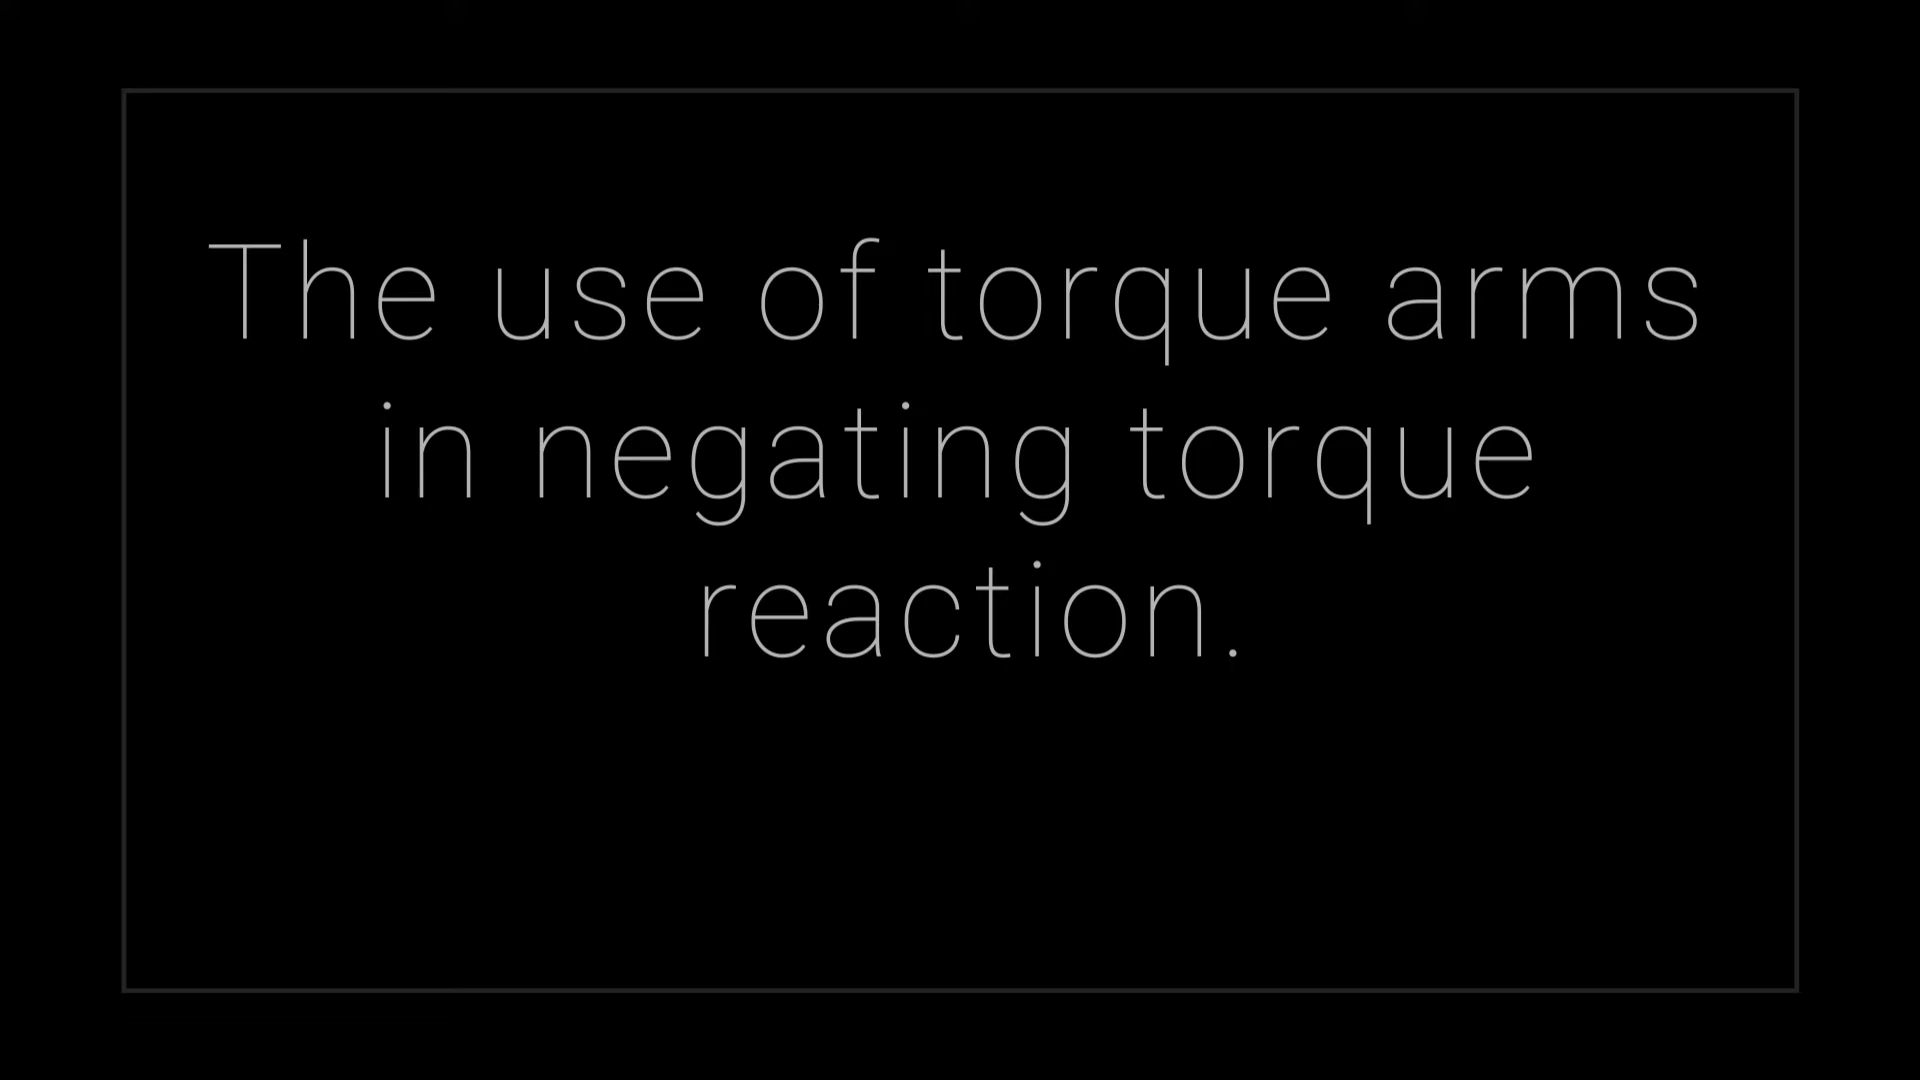 The use of torque arms
in negating torque
reaction.